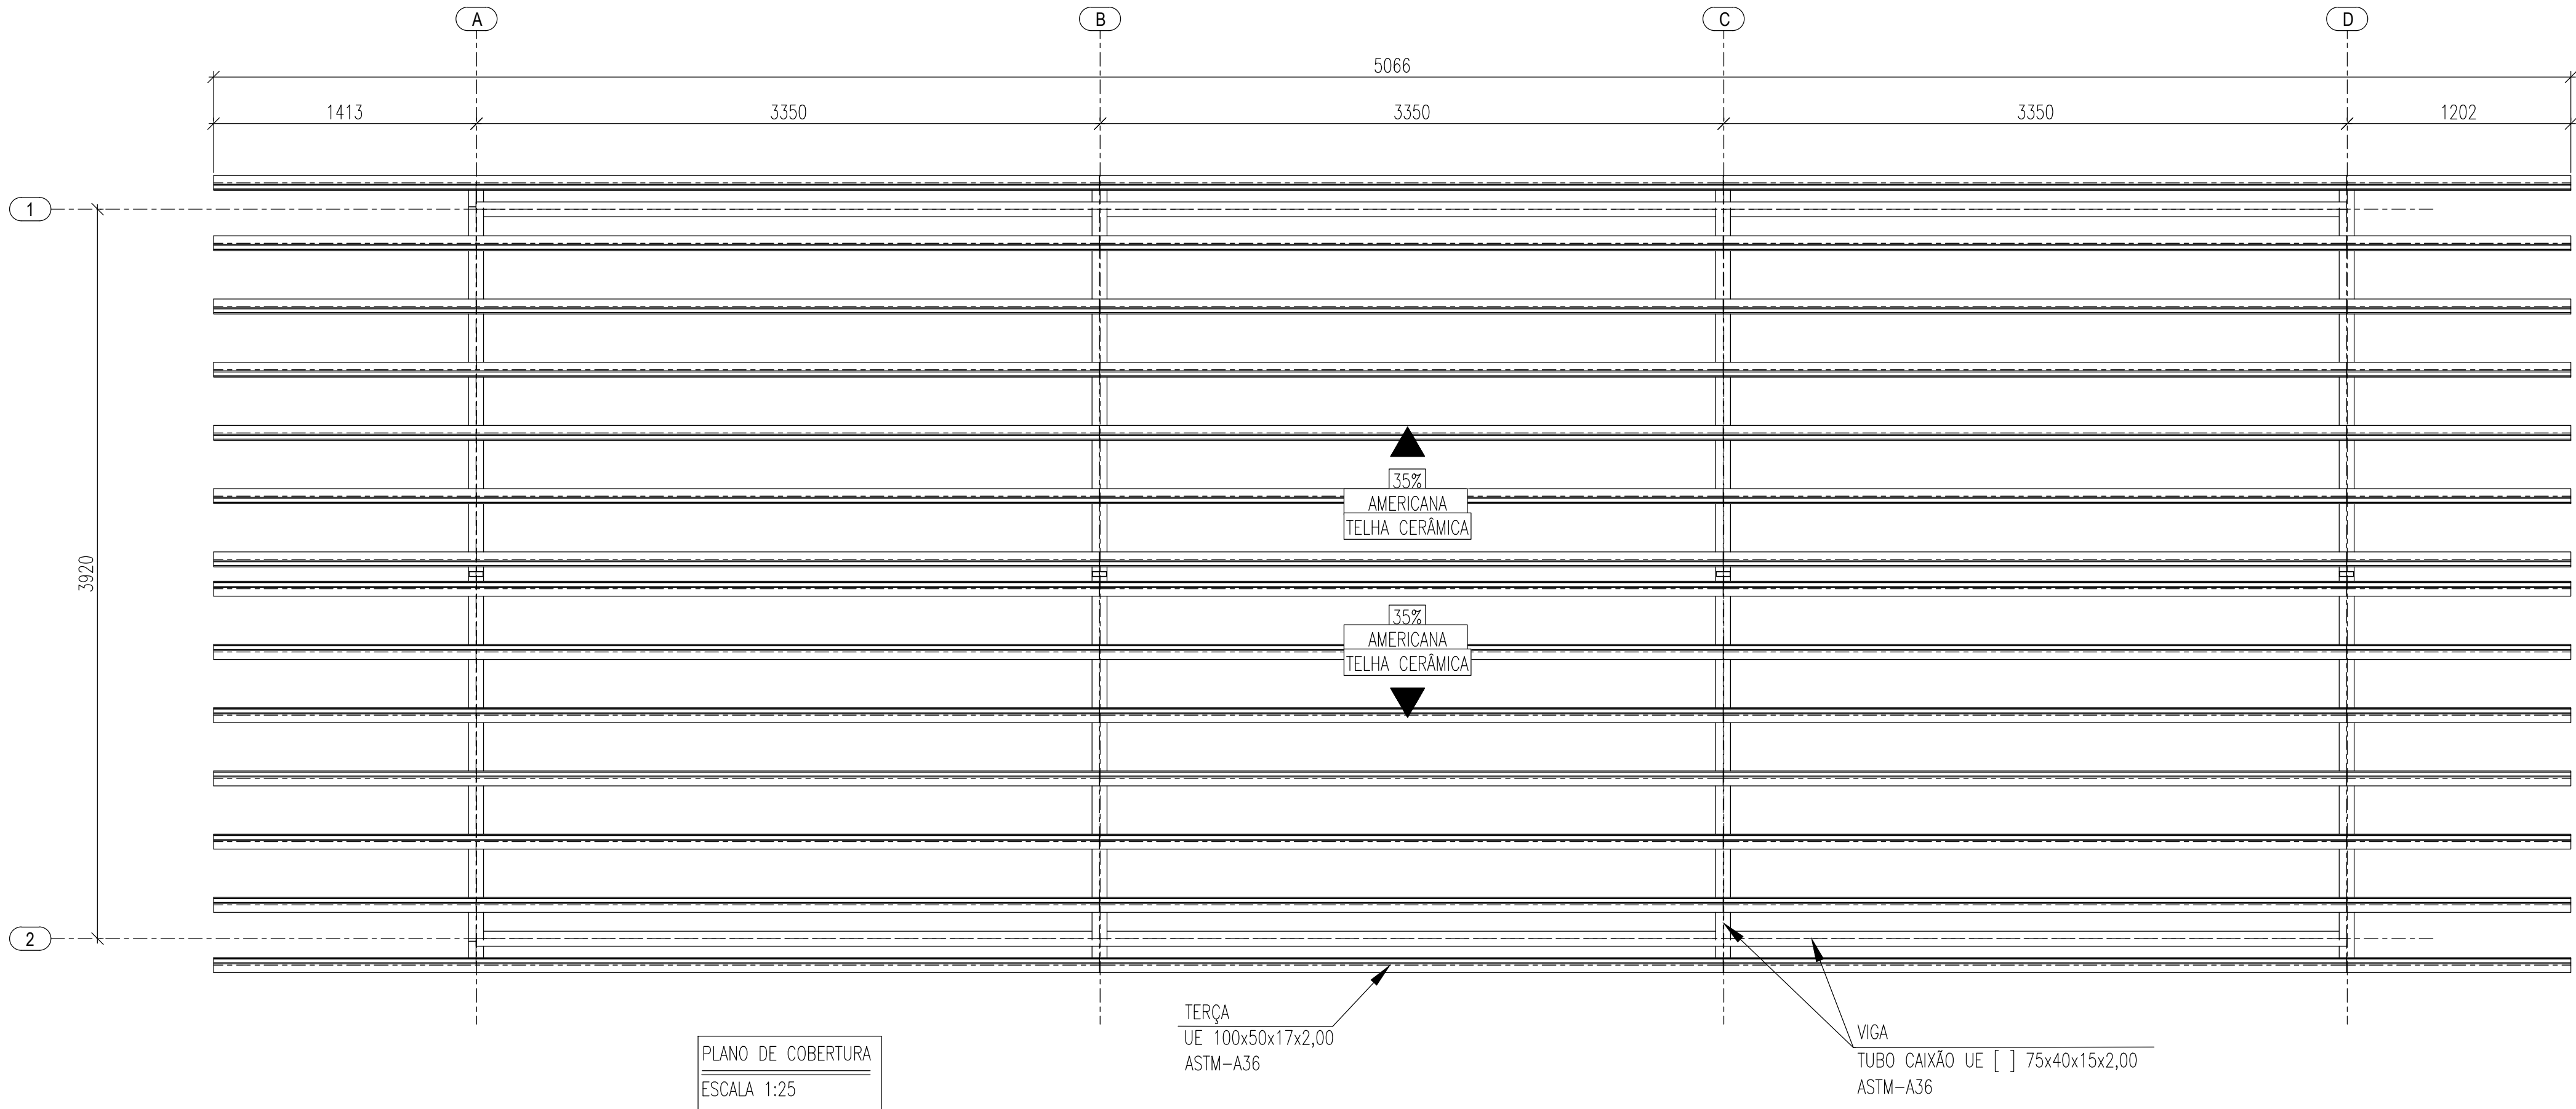 A
B
C
D
5066
1413
3350
3350
3350
1202
1
3920
35%
AMERICANA
TELHA CERÂMICA
35%
AMERICANA
TELHA CERÂMICA
2
TERÇA
UE 100x50x17x2,00
ASTM-A36
VIGA
TUBO CAIXÃO UE [ ] 75x40x15x2,00
ASTM-A36
PLANO DE COBERTURA
ESCALA 1:25